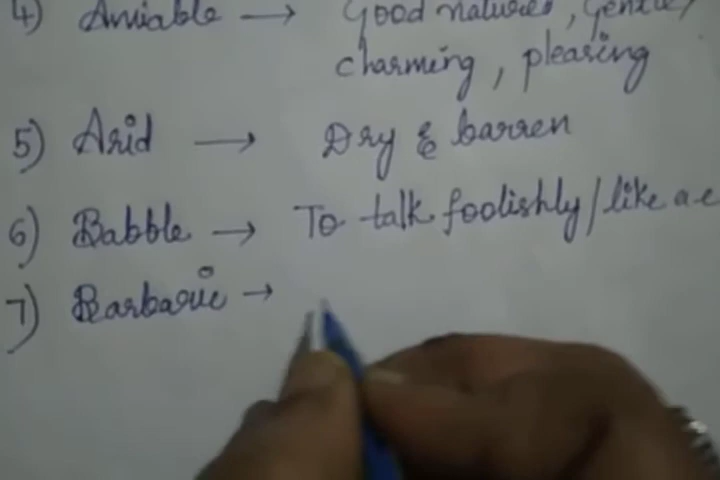 4) Amiable → Good natured, Gentle,
charming, pleasing
5) Arid → Dry & barren
6) Babble → To talk foolishly/like a
7) Barbaric →